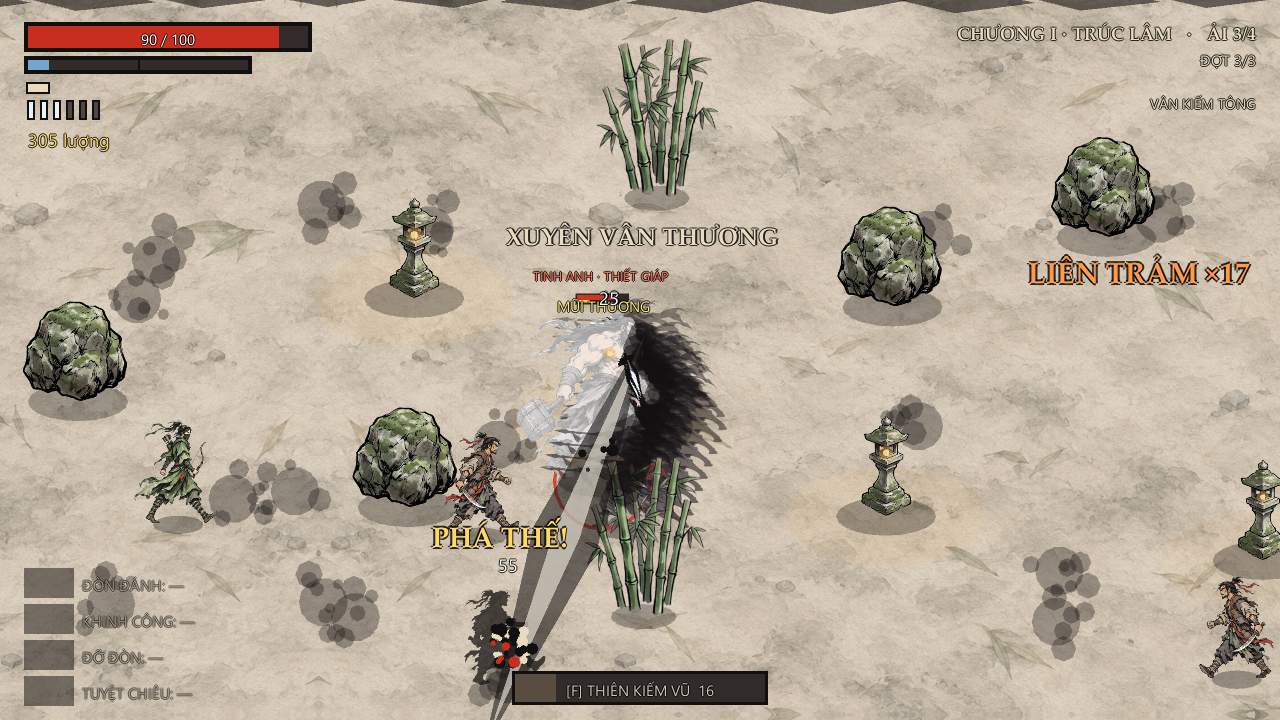 90 / 100
305 lượng
CHƯƠNG I · TRÚC LÂM · ẢI 3/4
ĐỢT 3/3
VÂN KIẾM TÔNG
XUYÊN VÂN THƯƠNG
TINH ANH · THIẾT GIÁP
23
MŨI THƯƠNG
LIÊN TRẢM ×17
PHÁ THẾ!
55
ĐÒN ĐÁNH: —
KHINH CÔNG: —
ĐỠ ĐÒN: —
TUYỆT CHIÊU: —
[F] THIÊN KIẾM VŨ 16